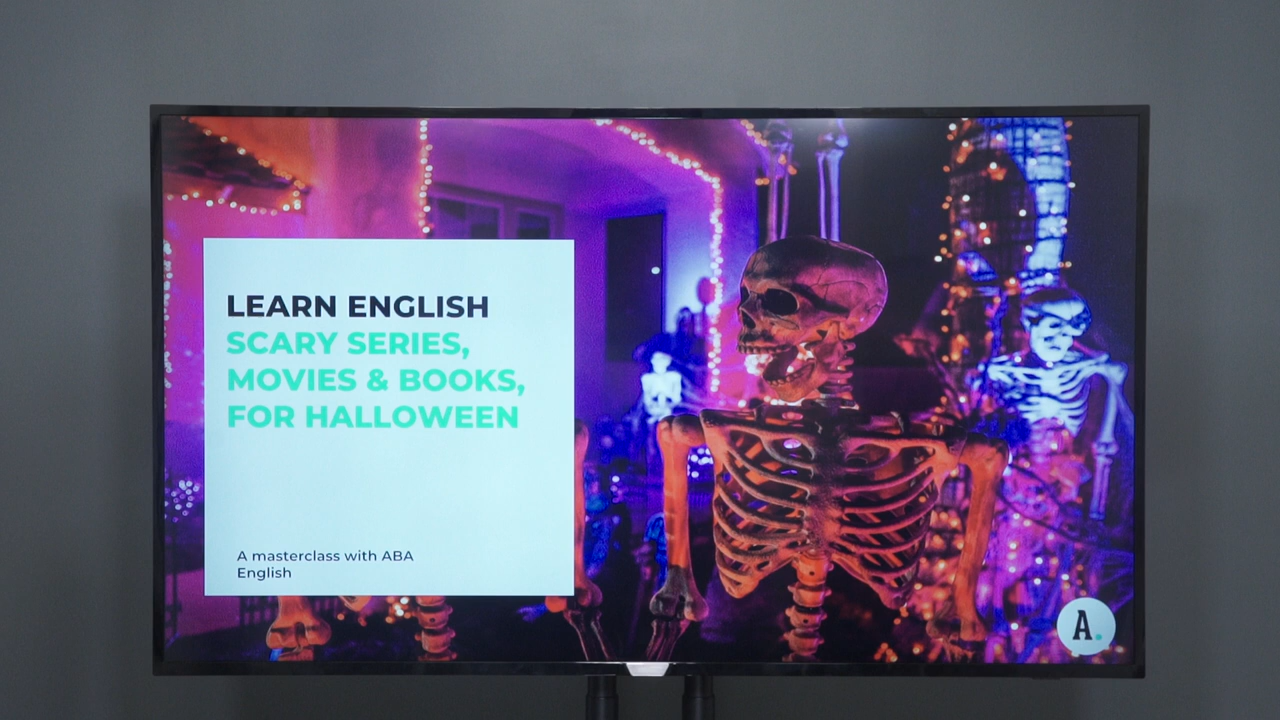 LEARN ENGLISH
SCARY SERIES,
MOVIES & BOOKS,
FOR HALLOWEEN
A masterclass with ABA
English
A.